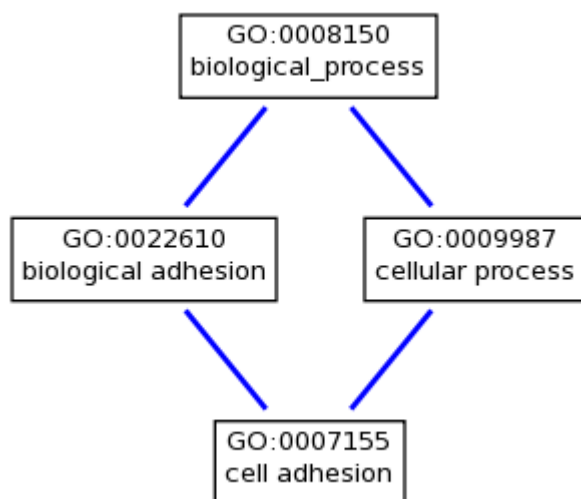 GO:0008150
biological_process
GO:0022610
biological adhesion
GO:0009987
cellular process
GO:0007155
cell adhesion